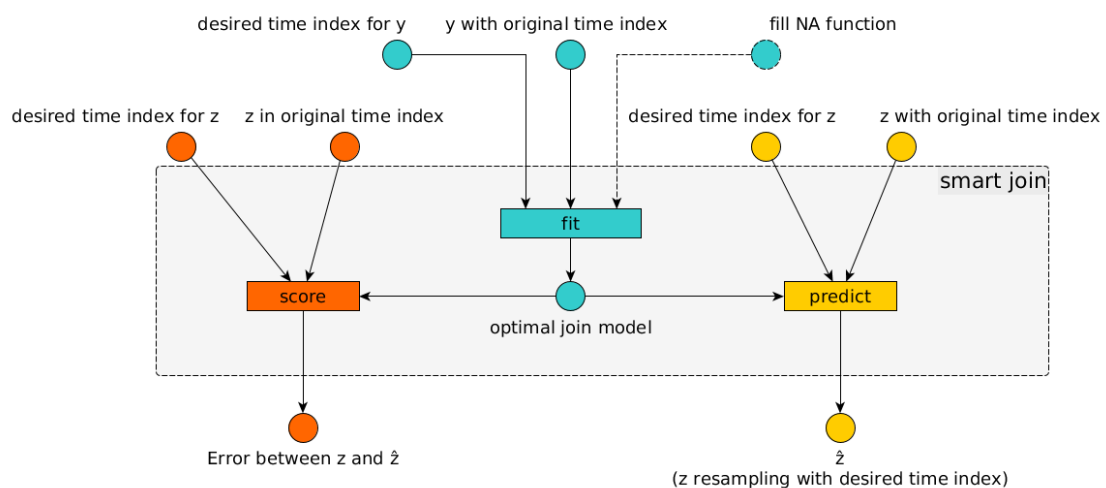 desired time index for y
y with original time index
fill NA function
desired time index for z
z in original time index
desired time index for z
z with original time index
smart join
fit
score
predict
optimal join model
Error between z and ẑ
ẑ
(z resampling with desired time index)